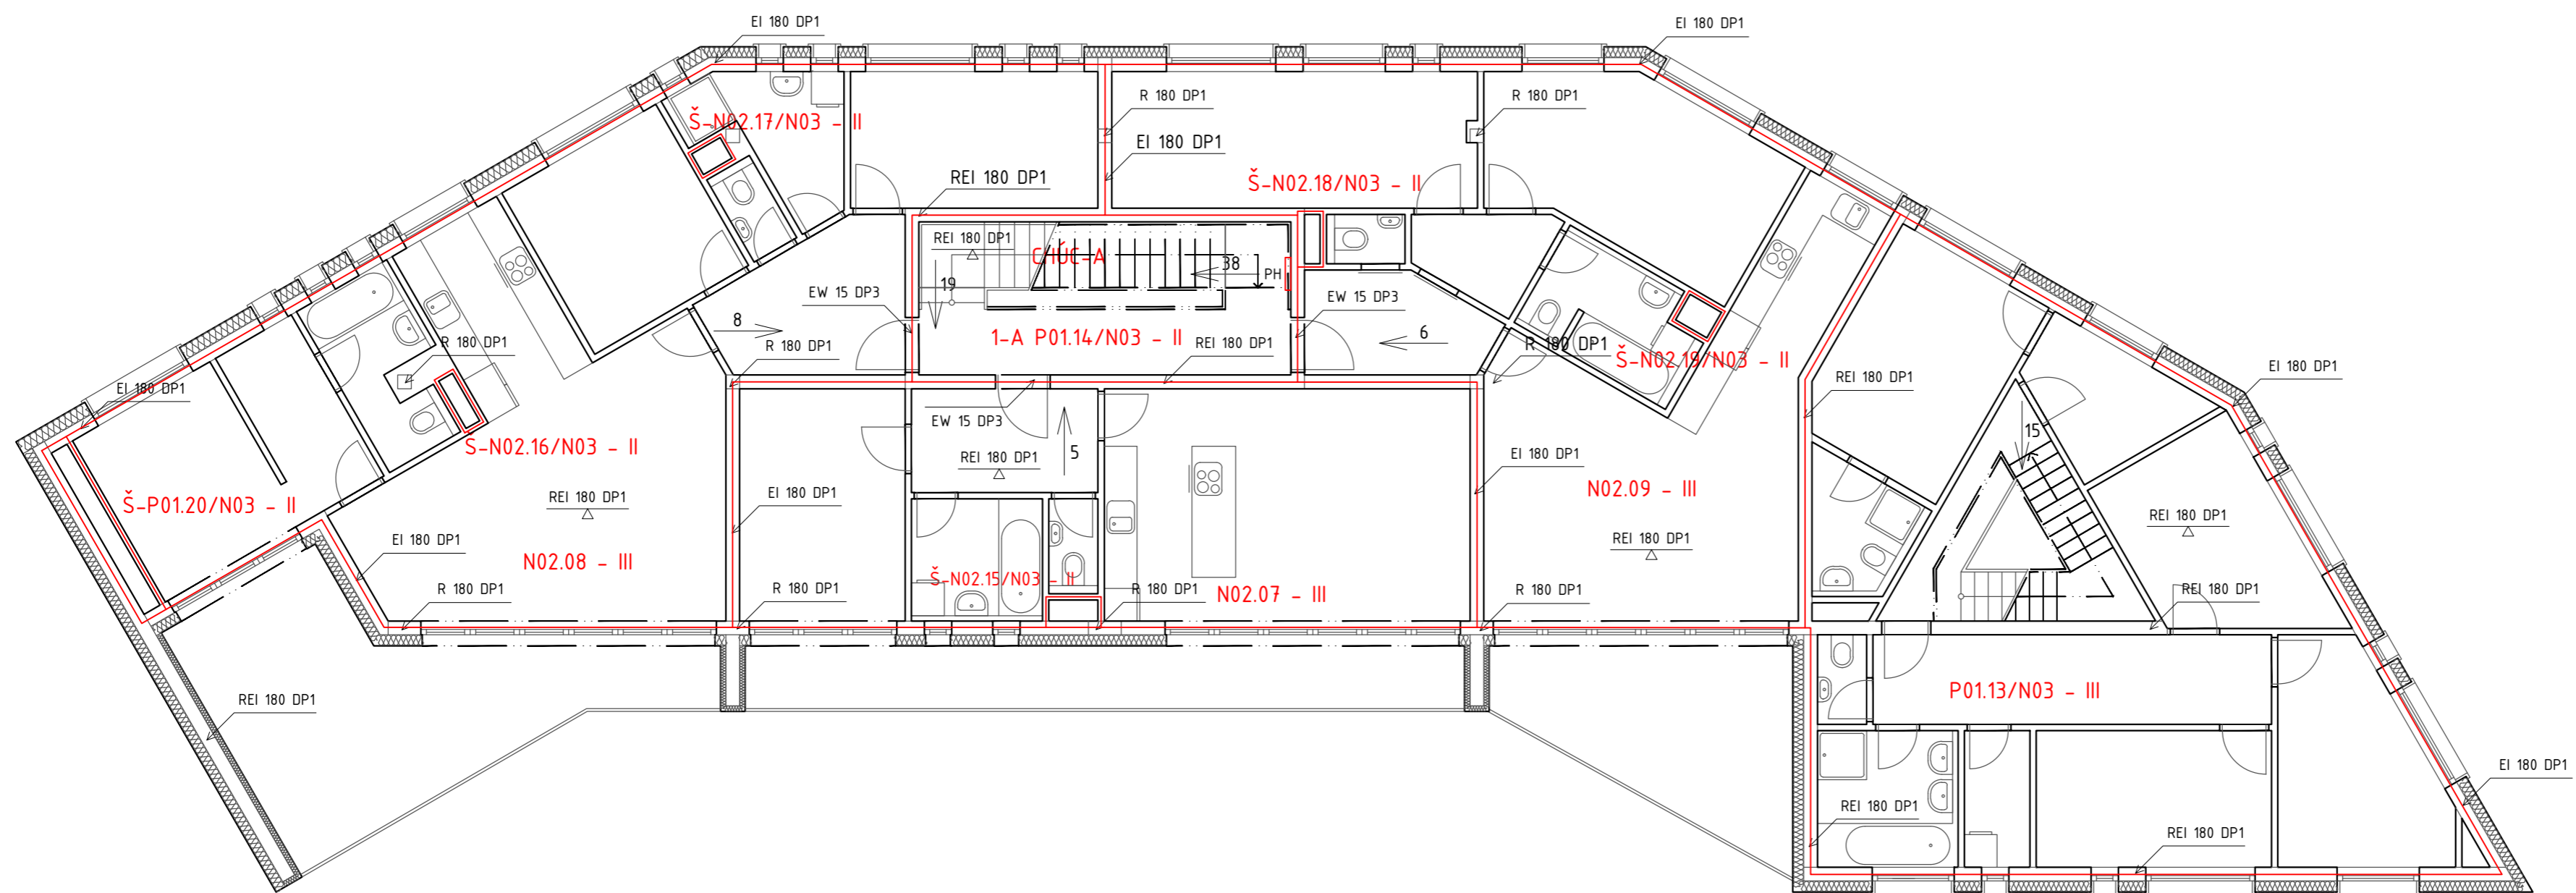 EI 180 DP1
EI 180 DP1
R 180 DP1
R 180 DP1
Š-N02.17/N03 - II
EI 180 DP1
REI 180 DP1
Š-N02.18/N03 - II
REI 180 DP1
CHÚC-A
38
PH
19
EW 15 DP3
EW 15 DP3
8
1-A P01.14/N03 - II
6
R 180 DP1
R 180 DP1
REI 180 DP1
R 180 DP1
Š-N02.19/N03 - II
EI 180 DP1
EI 180 DP1
REI 180 DP1
EW 15 DP3
15
Š-N02.16/N03 - II
5
REI 180 DP1
EI 180 DP1
EI 180 DP1
N02.09 - III
Š-P01.20/N03 - II
REI 180 DP1
REI 180 DP1
EI 180 DP1
REI 180 DP1
N02.08 - III
Š-N02.15/N03 - II
R 180 DP1
R 180 DP1
R 180 DP1
N02.07 - III
R 180 DP1
REI 180 DP1
P01.13/N03 - III
REI 180 DP1
EI 180 DP1
REI 180 DP1
REI 180 DP1